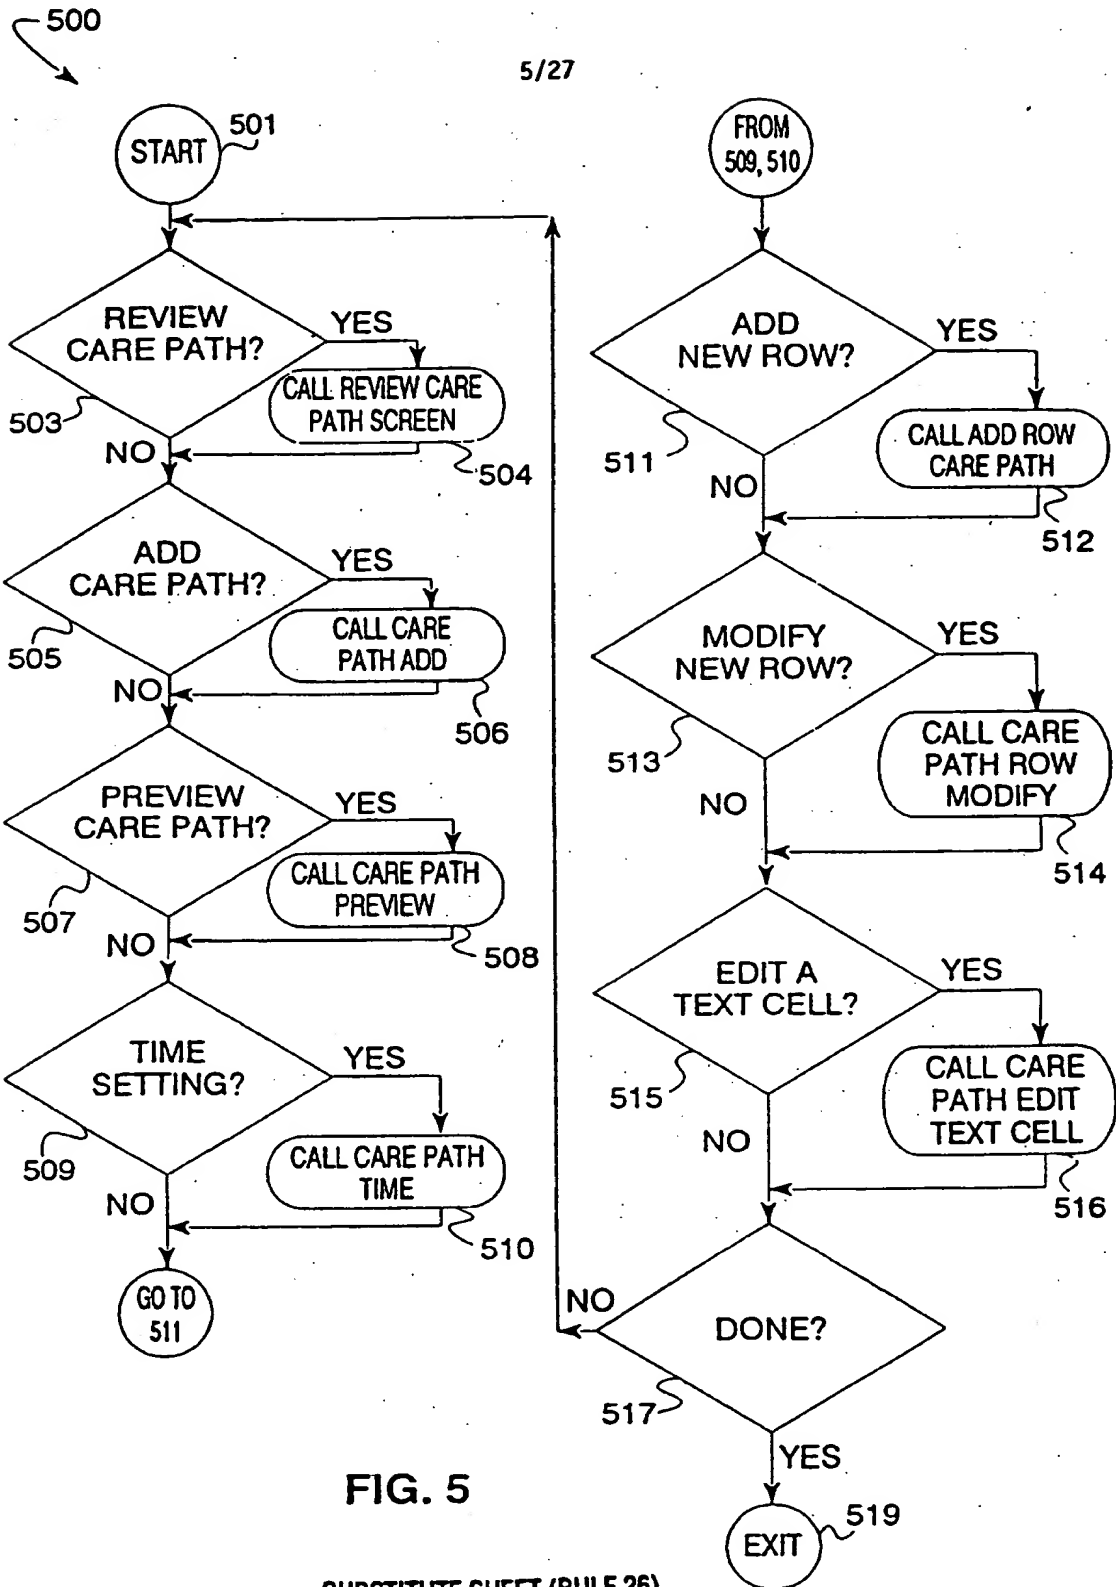 500
5/27
START
501
REVIEW
CARE PATH?
YES
503
CALL REVIEW CARE
PATH SCREEN
NO
504
ADD
CARE PATH?
YES
505
CALL CARE
PATH ADD
NO
506
PREVIEW
CARE PATH?
YES
507
CALL CARE PATH
PREVIEW
NO
508
TIME
SETTING?
YES
509
CALL CARE PATH
TIME
NO
510
GO TO
511
FROM
509, 510
ADD
NEW ROW?
YES
511
CALL ADD ROW
CARE PATH
NO
512
MODIFY
NEW ROW?
YES
513
CALL CARE
PATH ROW
MODIFY
NO
514
EDIT A
TEXT CELL?
YES
515
CALL CARE
PATH EDIT
TEXT CELL
NO
516
DONE?
NO
517
YES
EXIT
519
FIG. 5
SUBSTITUTE SHEET (RULE 26)